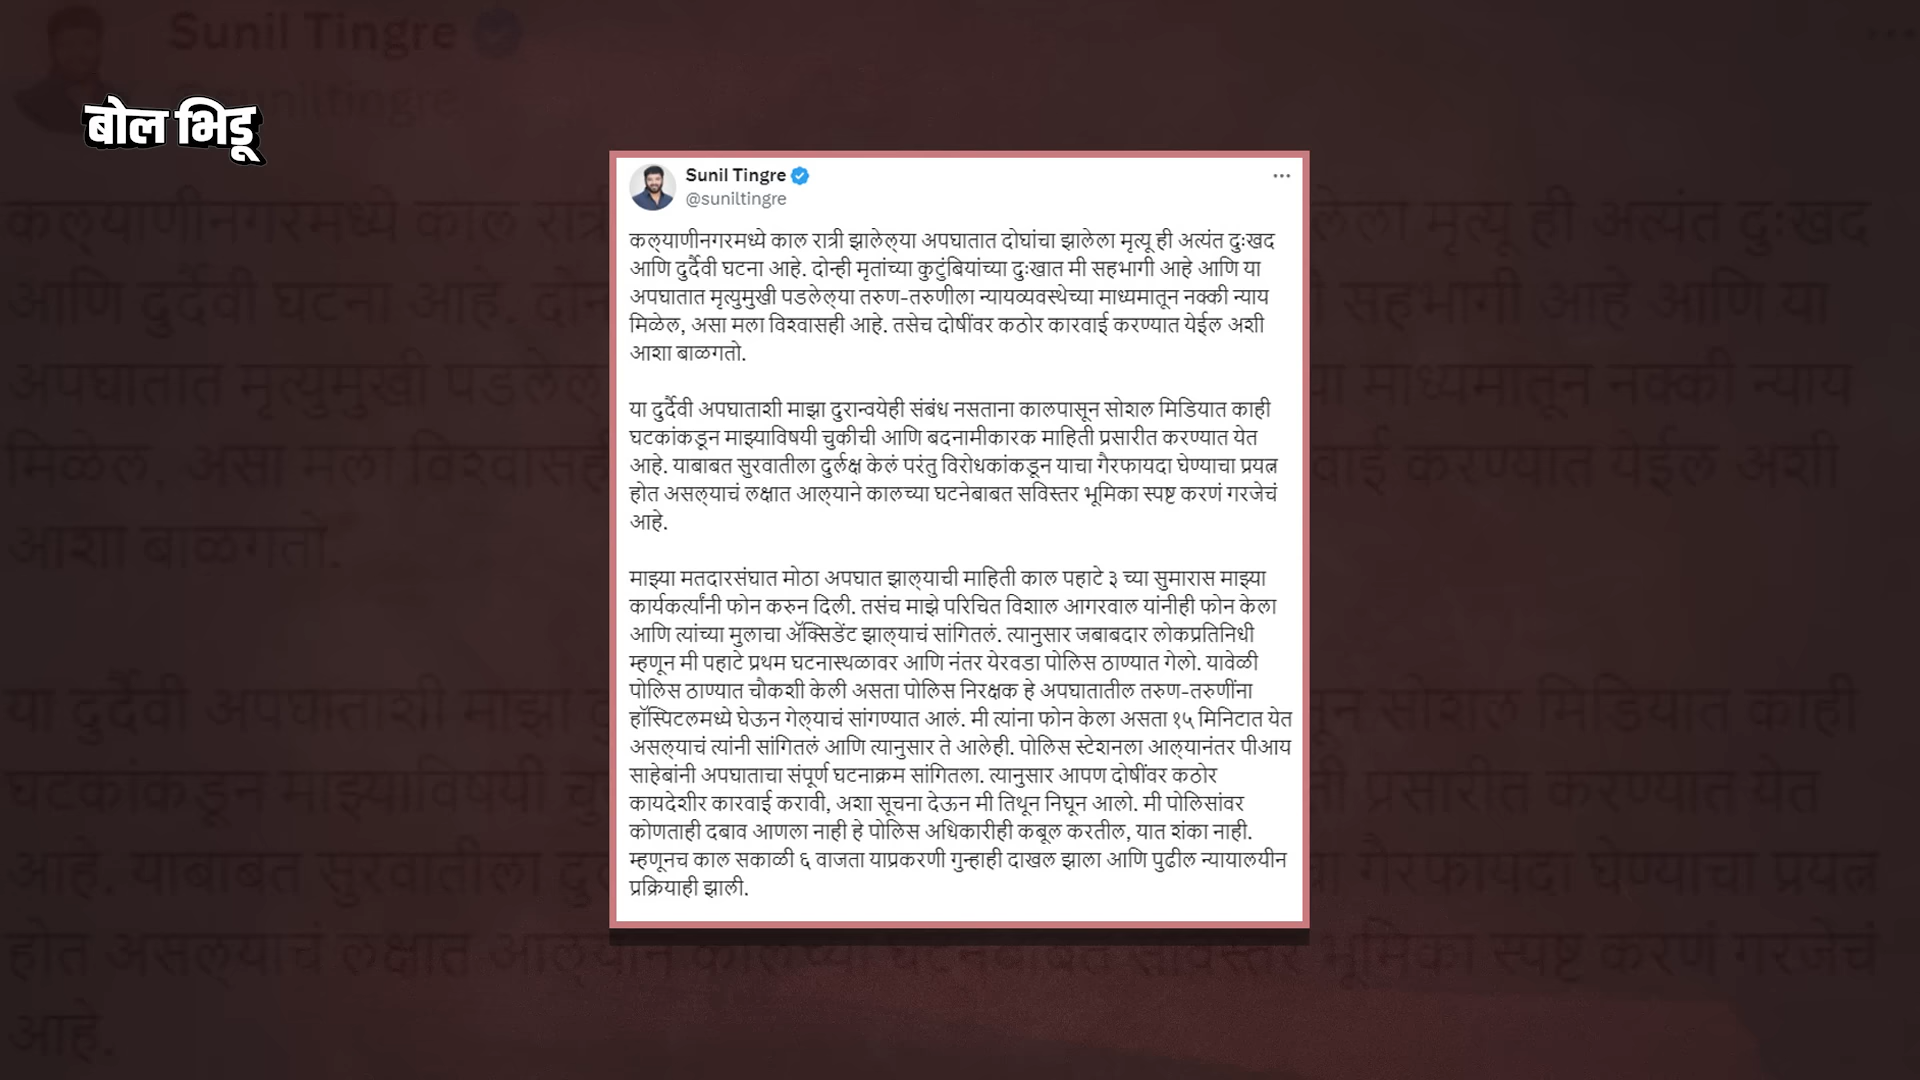 बोल भिडू
Sunil Tingre
@suniltingre
कल्याणीनगरमध्ये काल रात्री झालेल्या अपघातात दोघांचा झालेला मृत्यू ही अत्यंत दुःखद
आणि दुर्दैवी घटना आहे. दोन्ही मृतांच्या कुटुंबियांच्या दुःखात मी सहभागी आहे आणि या
अपघातात मृत्युमुखी पडलेल्या तरुण-तरुणीला न्यायव्यवस्थेच्या माध्यमातून नक्की न्याय
मिळेल, असा मला विश्वासही आहे. तसेच दोषींवर कठोर कारवाई करण्यात येईल अशी
आशा बाळगतो.
या दुर्दैवी अपघाताशी माझा दुरान्वयेही संबंध नसताना कालपासून सोशल मिडियात काही
घटकांकडून माझ्याविषयी चुकीची आणि बदनामीकारक माहिती प्रसारीत करण्यात येत
आहे. याबाबत सुरवातीला दुर्लक्ष केलं परंतु विरोधकांकडून याचा गैरफायदा घेण्याचा प्रयत्न
होत असल्याचं लक्षात आल्याने कालच्या घटनेबाबत सविस्तर भूमिका स्पष्ट करणं गरजेचं
आहे.
माझ्या मतदारसंघात मोठा अपघात झाल्याची माहिती काल पहाटे ३ च्या सुमारास माझ्या
कार्यकर्त्यांनी फोन करुन दिली. तसंच माझे परिचित विशाल आगरवाल यांनीही फोन केला
आणि त्यांच्या मुलाचा ॲक्सिडेंट झाल्याचं सांगितलं. त्यानुसार जबाबदार लोकप्रतिनिधी
म्हणून मी पहाटे प्रथम घटनास्थळावर आणि नंतर येरवडा पोलिस ठाण्यात गेलो. यावेळी
पोलिस ठाण्यात चौकशी केली असता पोलिस निरक्षक हे अपघातातील तरुण-तरुणींना
हॉस्पिटलमध्ये घेऊन गेल्याचं सांगण्यात आलं. मी त्यांना फोन केला असता १५ मिनिटात येत
असल्याचं त्यांनी सांगितलं आणि त्यानुसार ते आलेही. पोलिस स्टेशनला आल्यानंतर पीआय
साहेबांनी अपघाताचा संपूर्ण घटनाक्रम सांगितला. त्यानुसार आपण दोषींवर कठोर
कायदेशीर कारवाई करावी, अशा सूचना देऊन मी तिथून निघून आलो. मी पोलिसांवर
कोणताही दबाव आणला नाही हे पोलिस अधिकारीही कबूल करतील, यात शंका नाही.
म्हणूनच काल सकाळी ६ वाजता याप्रकरणी गुन्हाही दाखल झाला आणि पुढील न्यायालयीन
प्रक्रियाही झाली.